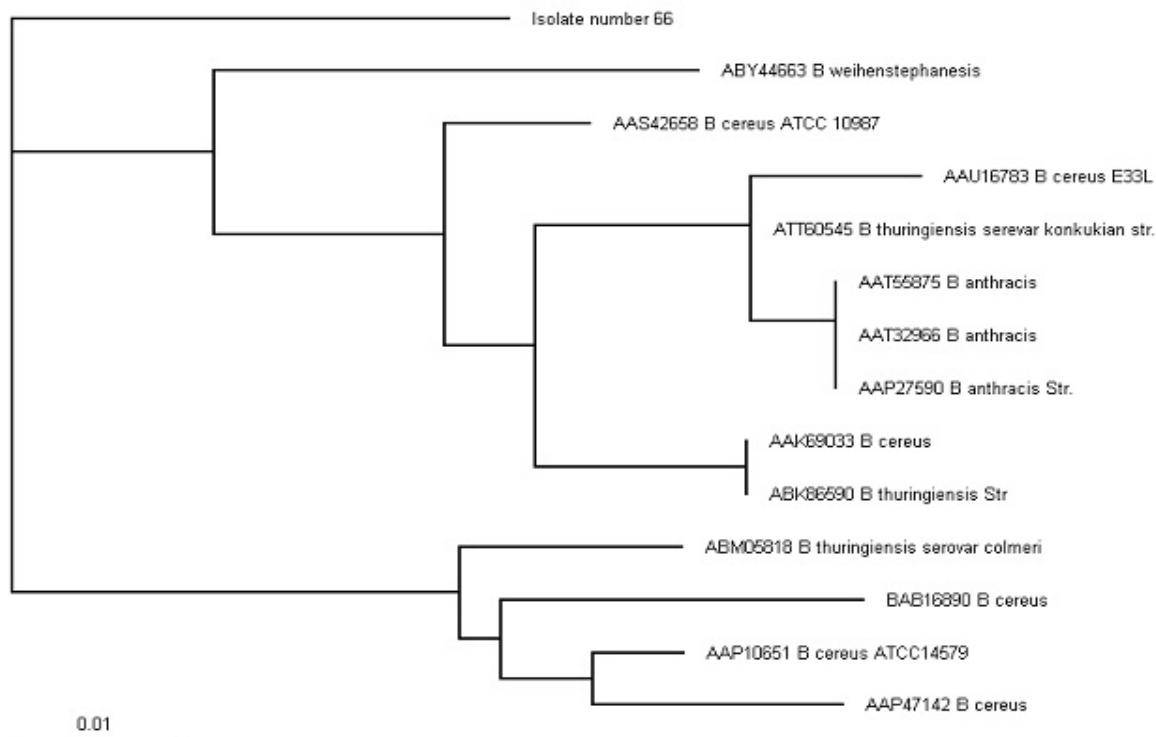 Isolate number 66
ABY44663 B weihenstephanesis
AAS42658 B cereus ATCC 10987
AAU16783 B cereus E33L
ATT60545 B thuringiensis serevar konkukian str.
AAT55875 B anthracis
AAT32966 B anthracis
AAP27590 B anthracis Str.
AAK69033 B cereus
ABK86590 B thuringiensis Str
ABM05818 B thuringiensis serovar colmeri
BAB16890 B cereus
AAP10651 B cereus ATCC14579
AAP47142 B cereus
0.01